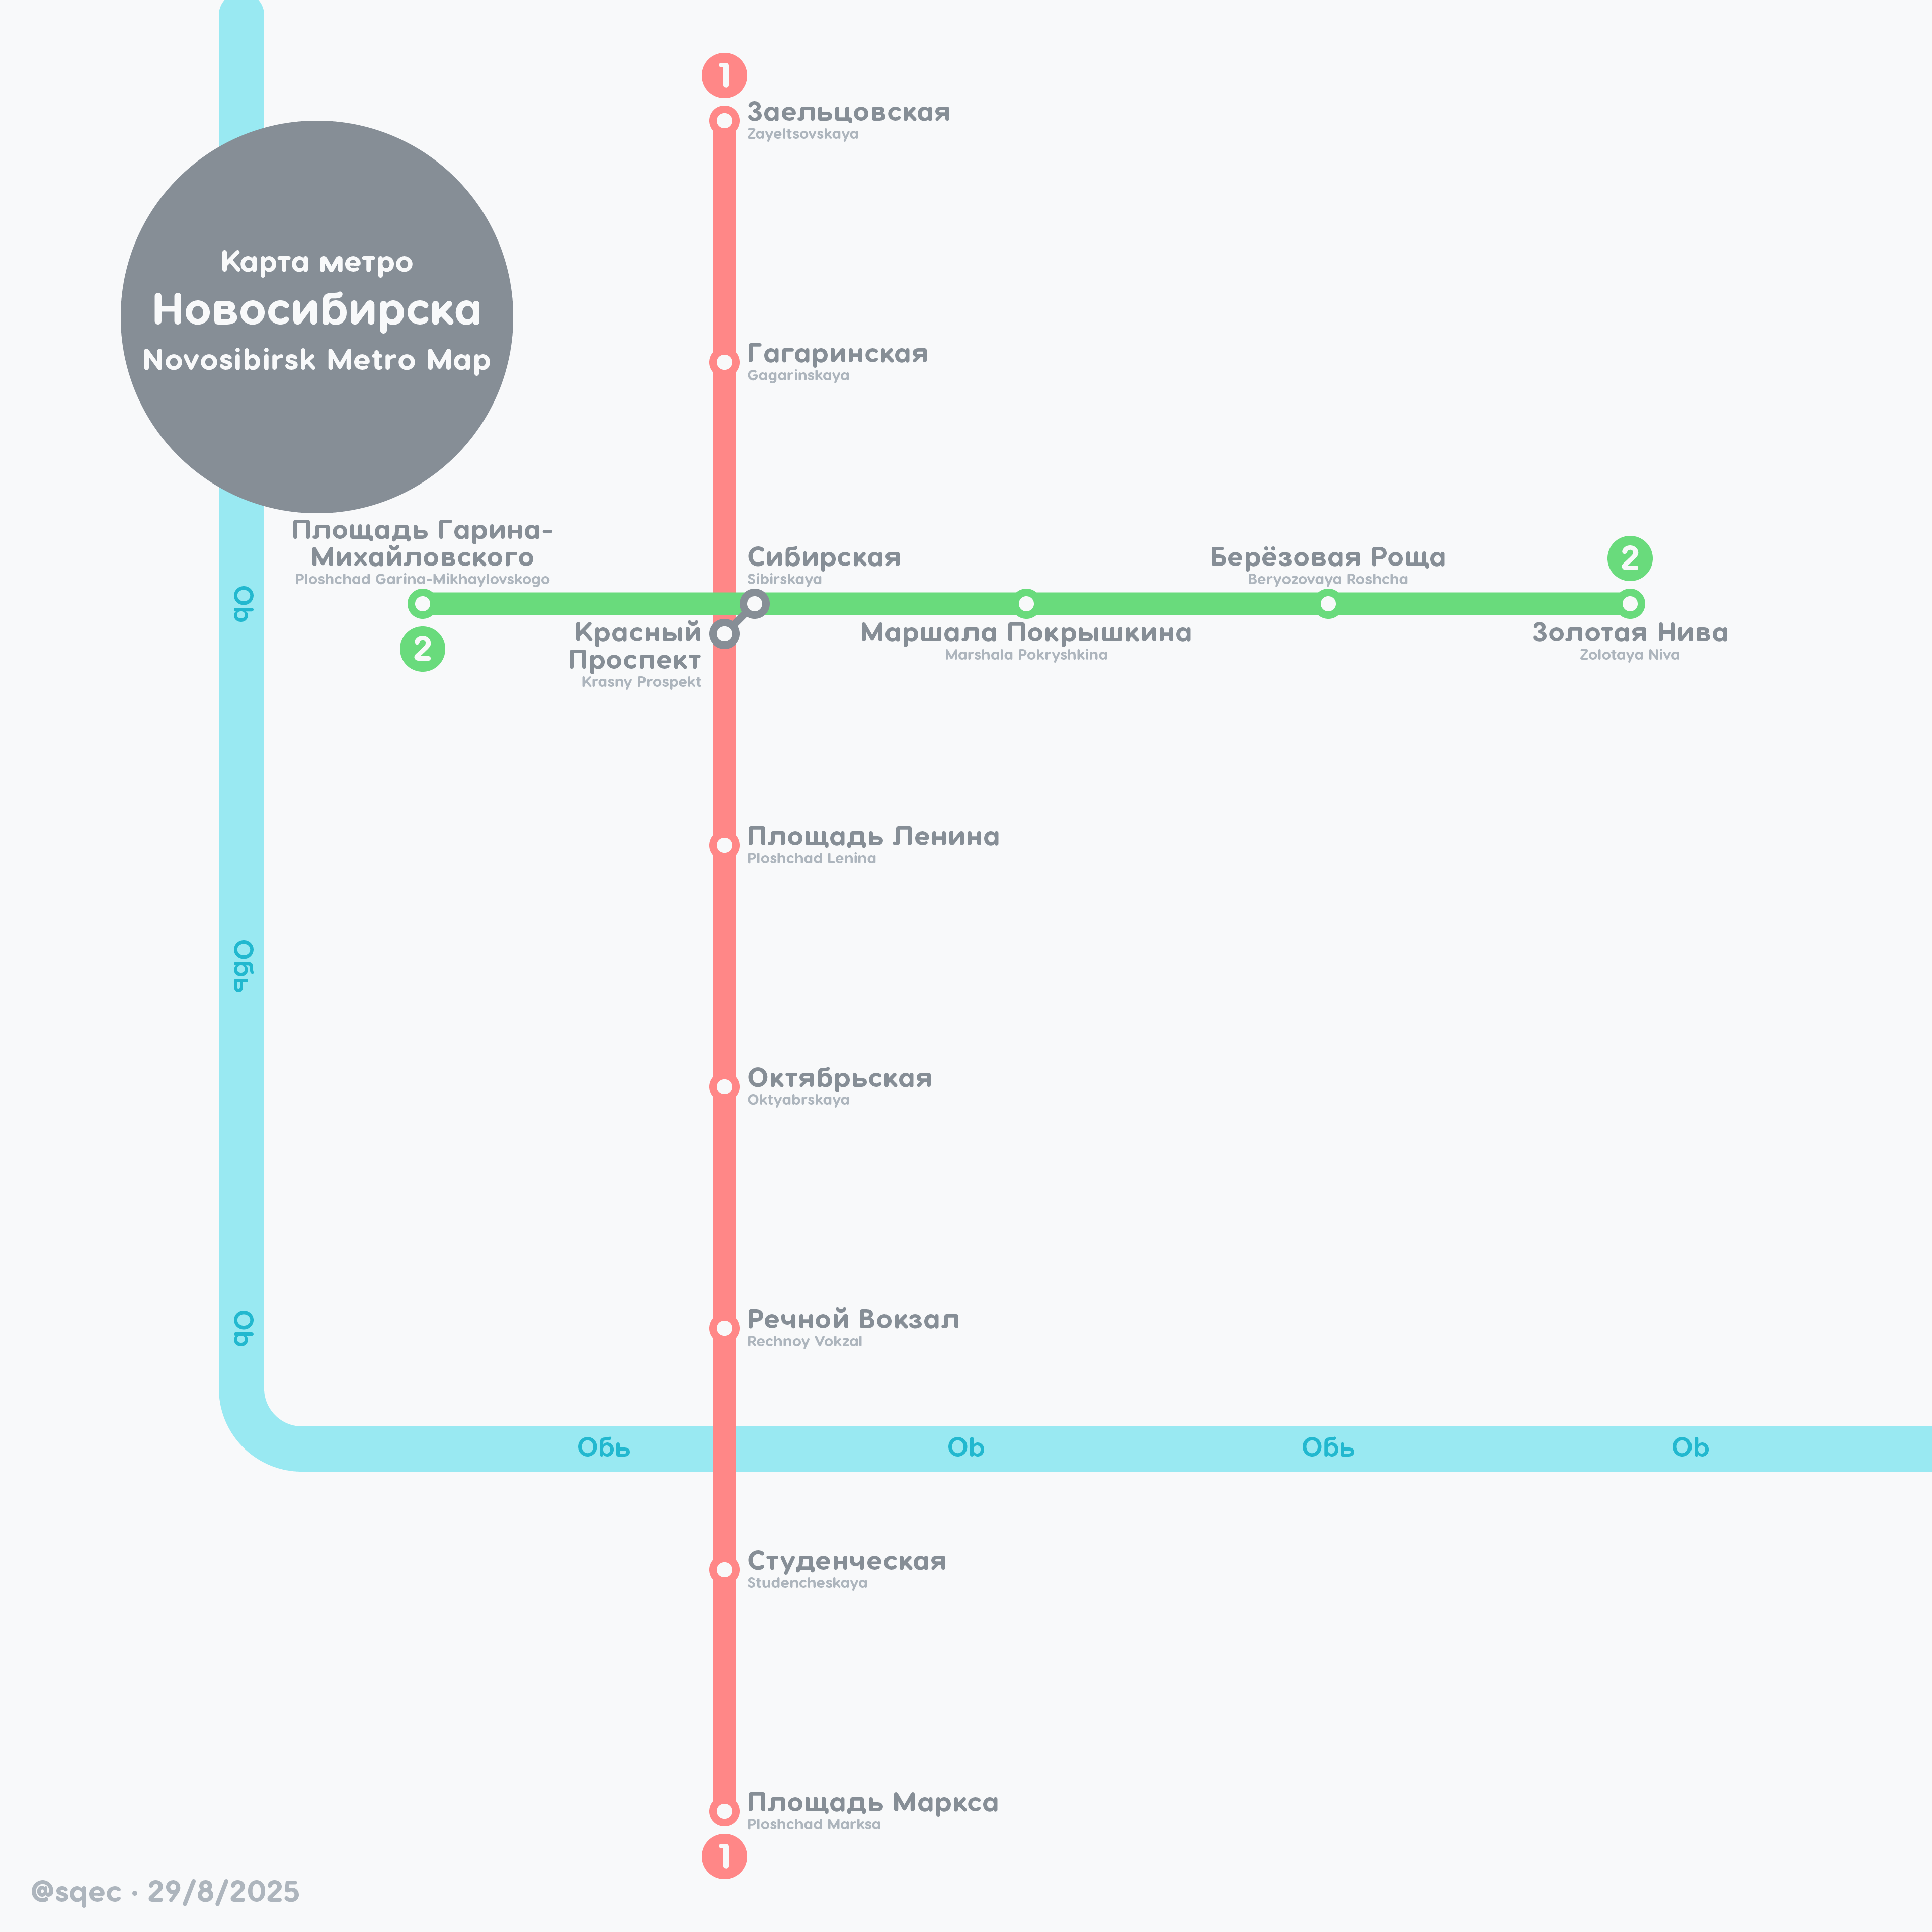 1
Заельцовская
Zayeltsovskaya
Карта метро
Новосибирска
Novosibirsk Metro Map
Гагаринская
Gagarinskaya
Площадь Гарина-
Михайловского
Ploshchad Garina-Mikhaylovskogo
2
Сибирская
Sibirskaya
Берёзовая Роща
Beryozovaya Roshcha
2
Красный
Проспект
Krasny Prospekt
Маршала Покрышкина
Marshala Pokryshkina
Золотая Нива
Zolotaya Niva
Ob
Площадь Ленина
Ploshchad Lenina
Обь
Октябрьская
Oktyabrskaya
Ob
Речной Вокзал
Rechnoy Vokzal
Обь
Ob
Обь
Ob
Студенческая
Studencheskaya
Площадь Маркса
Ploshchad Marksa
1
@sqec · 29/8/2025